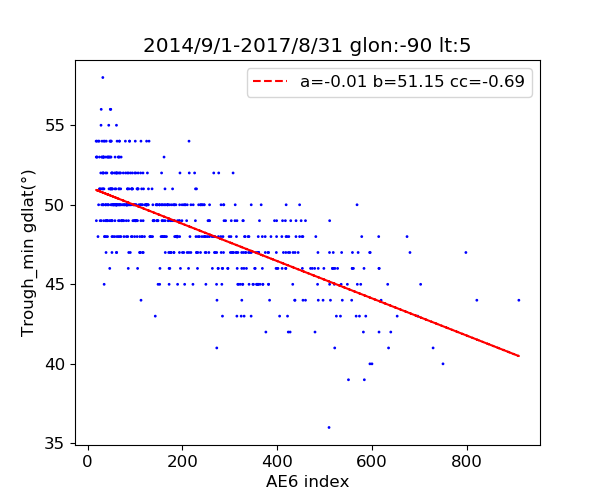 2014/9/1-2017/8/31 glon:-90 lt:5
a=-0.01 b=51.15 cc=-0.69
Trough_min gdlat(°)
55
50
45
40
35
0 200 400 600 800
AE6 index